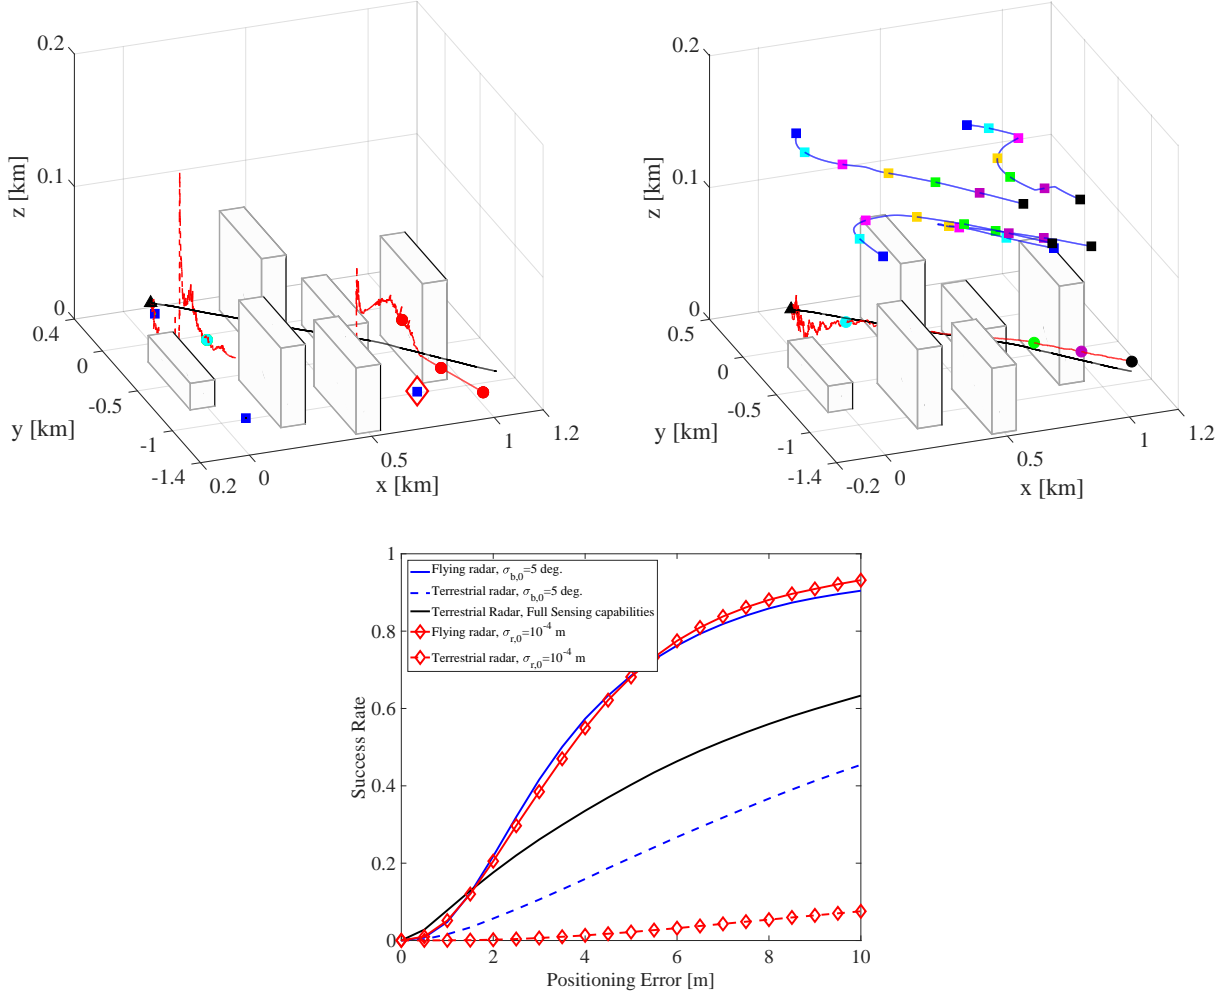 0.2
0.1
0
z [km]
0.4
0
-0.5
-1
-1.4
y [km]
0.2
0
0.5
1
1.2
x [km]
0.2
0.1
0
z [km]
0.5
0
-0.5
-1
-1.4
y [km]
-0.2
0
0.5
1
1.2
x [km]
1
0.8
0.6
0.4
0.2
0
Success Rate
Flying radar, σb,0=5 deg.
Terrestrial radar, σb,0=5 deg.
Terrestrial Radar, Full Sensing capabilities
Flying radar, σr,0=10-4 m
Terrestrial radar, σr,0=10-4 m
0 2 4 6 8 10
Positioning Error [m]